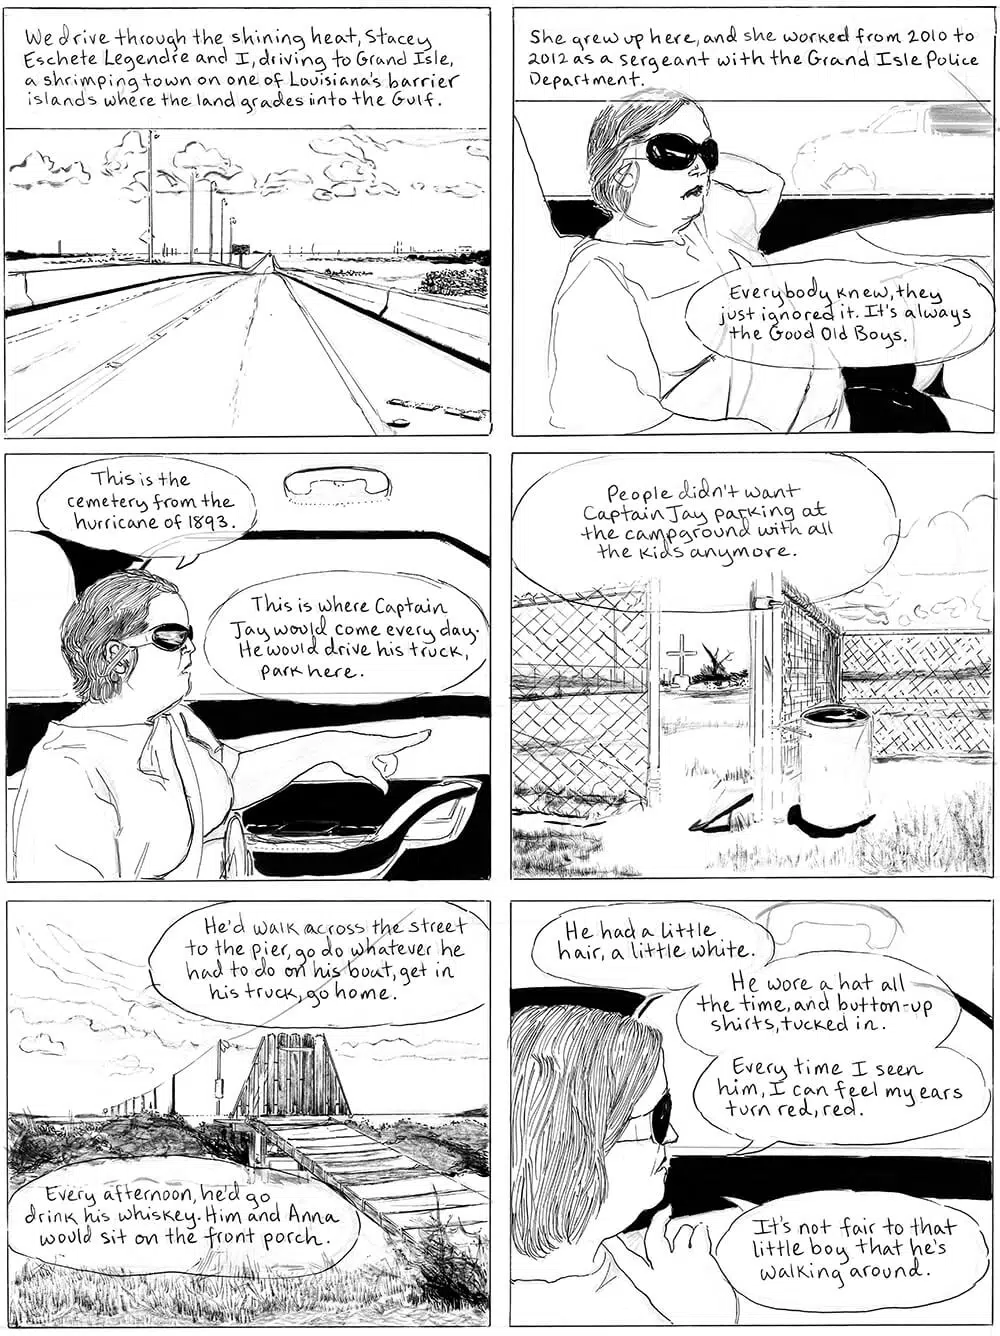 We drive through the shining heat, Stacey
Eschete Legendre and I, driving to Grand Isle,
a shrimping town on one of Louisiana's barrier
islands where the land grades into the Gulf.
She grew up here, and she worked from 2010 to
2012 as a sergeant with the Grand Isle Police
Department.
Everybody knew, they
just ignored it. It's always
the Good Old Boys.
This is the
cemetery from the
hurricane of 1893.
This is where Captain
Jay would come every day.
He would drive his truck,
park here.
People didn't want
Captain Jay parking at
the campground with all
the kids anymore.
He'd walk across the street
to the pier, go do whatever he
had to do on his boat, get in
his truck, go home.
Every afternoon, he'd go
drink his whiskey. Him and Anna
would sit on the front porch.
He had a little
hair, a little white.
He wore a hat all
the time, and button-up
shirts, tucked in.
Every time I seen
him, I can feel my ears
turn red, red.
It's not fair to that
little boy that he's
walking around.